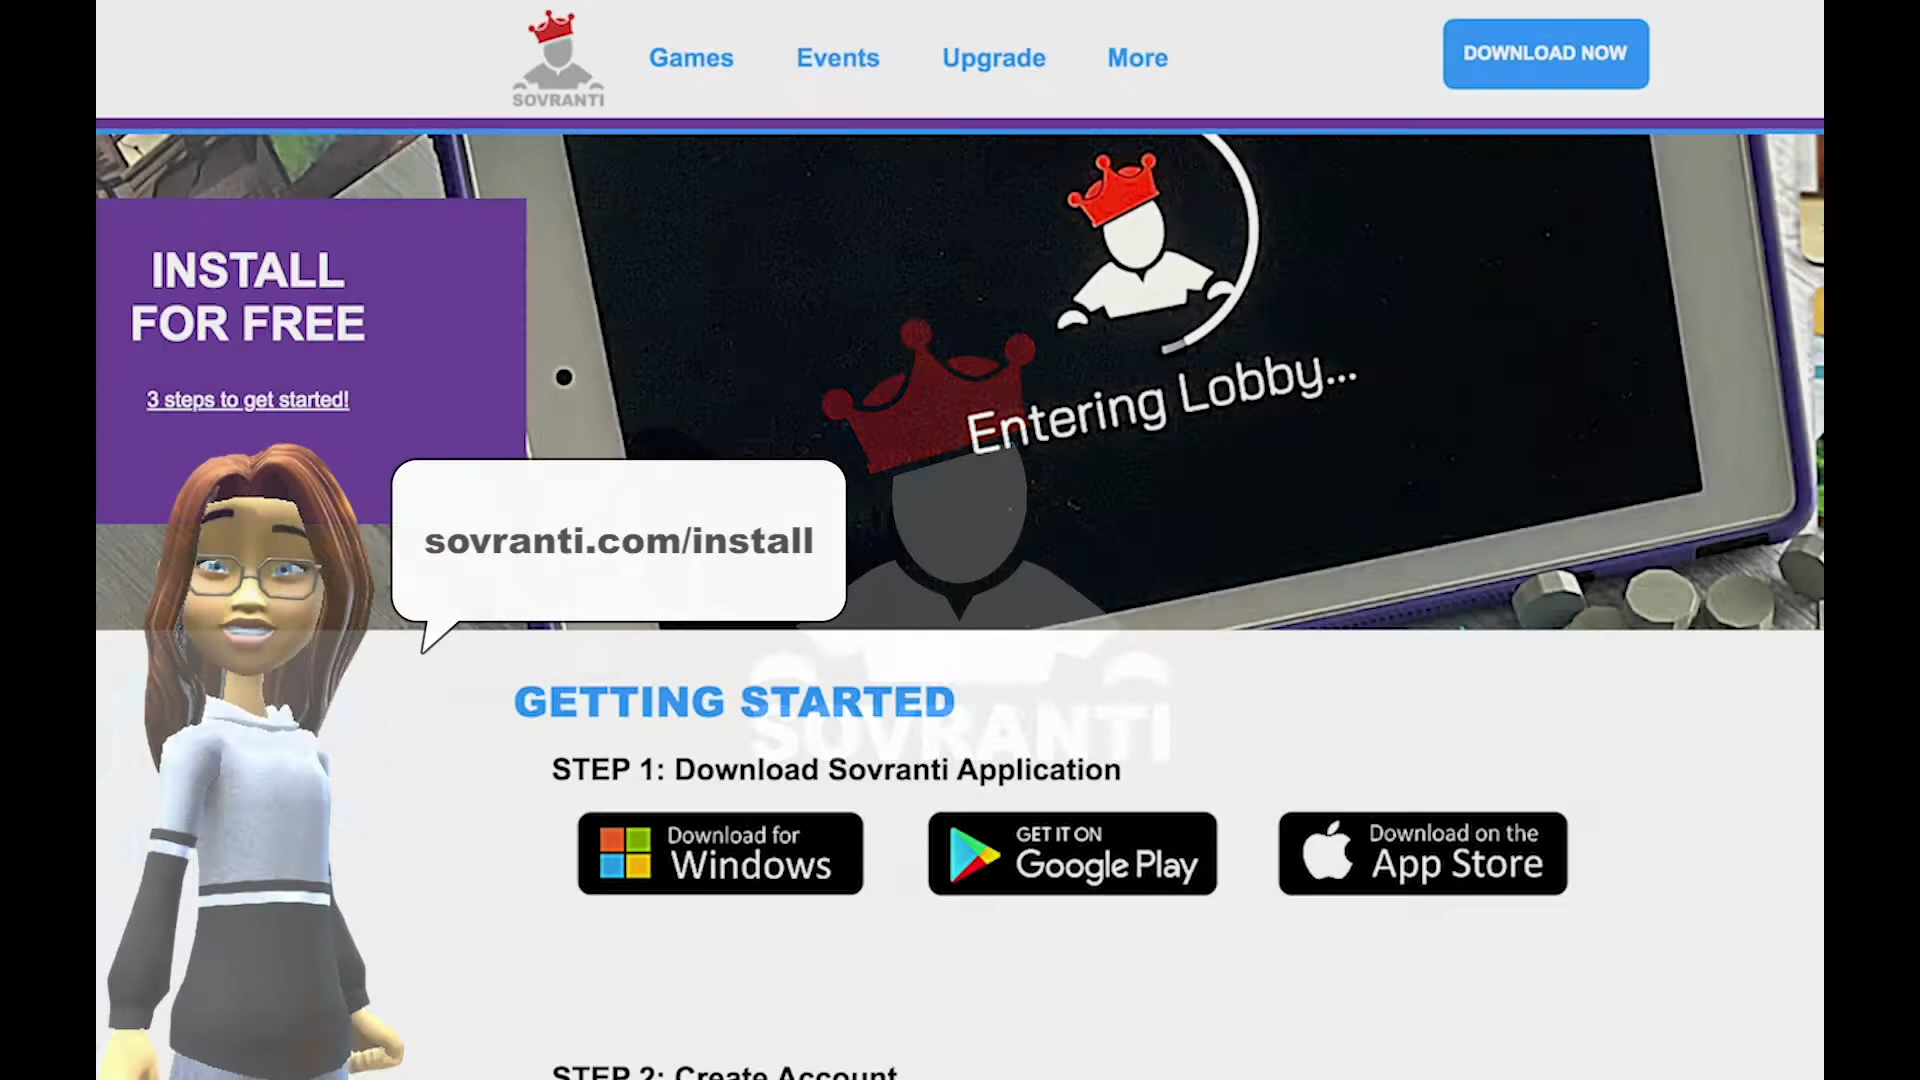 SOVRANTI
Games
Events
Upgrade
More
DOWNLOAD NOW
INSTALL
FOR FREE
3 steps to get started!
Entering Lobby...
sovranti.com/install
GETTING STARTED
SOVRANTI
STEP 1: Download Sovranti Application
Download for
Windows
GET IT ON
Google Play
Download on the
App Store
STEP 2: Create Account